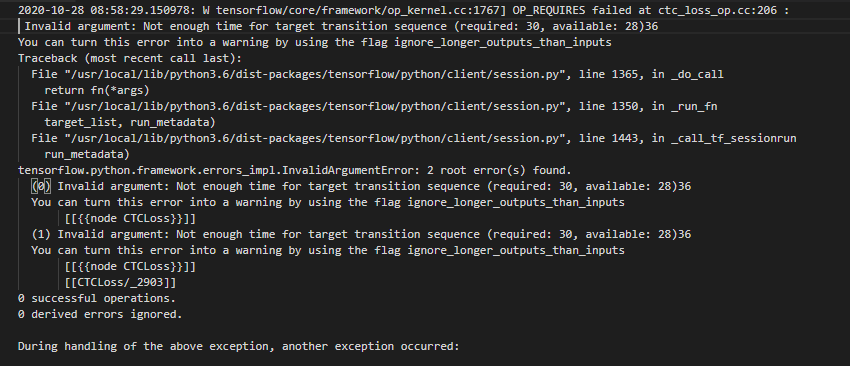 2020-10-28 08:58:29.150978: W tensorflow/core/framework/op_kernel.cc:1767] OP_REQUIRES failed at ctc_loss_op.cc:206 :
Invalid argument: Not enough time for target transition sequence (required: 30, available: 28)36
You can turn this error into a warning by using the flag ignore_longer_outputs_than_inputs
Traceback (most recent call last):
File "/usr/local/lib/python3.6/dist-packages/tensorflow/python/client/session.py", line 1365, in _do_call
return fn(*args)
File "/usr/local/lib/python3.6/dist-packages/tensorflow/python/client/session.py", line 1350, in _run_fn
target_list, run_metadata)
File "/usr/local/lib/python3.6/dist-packages/tensorflow/python/client/session.py", line 1443, in _call_tf_sessionrun
run_metadata)
tensorflow.python.framework.errors_impl.InvalidArgumentError: 2 root error(s) found.
(0) Invalid argument: Not enough time for target transition sequence (required: 30, available: 28)36
You can turn this error into a warning by using the flag ignore_longer_outputs_than_inputs
[[{{node CTCLoss}}]]
(1) Invalid argument: Not enough time for target transition sequence (required: 30, available: 28)36
You can turn this error into a warning by using the flag ignore_longer_outputs_than_inputs
[[{{node CTCLoss}}]]
[[CTCLoss/_2903]]
0 successful operations.
0 derived errors ignored.
During handling of the above exception, another exception occurred: